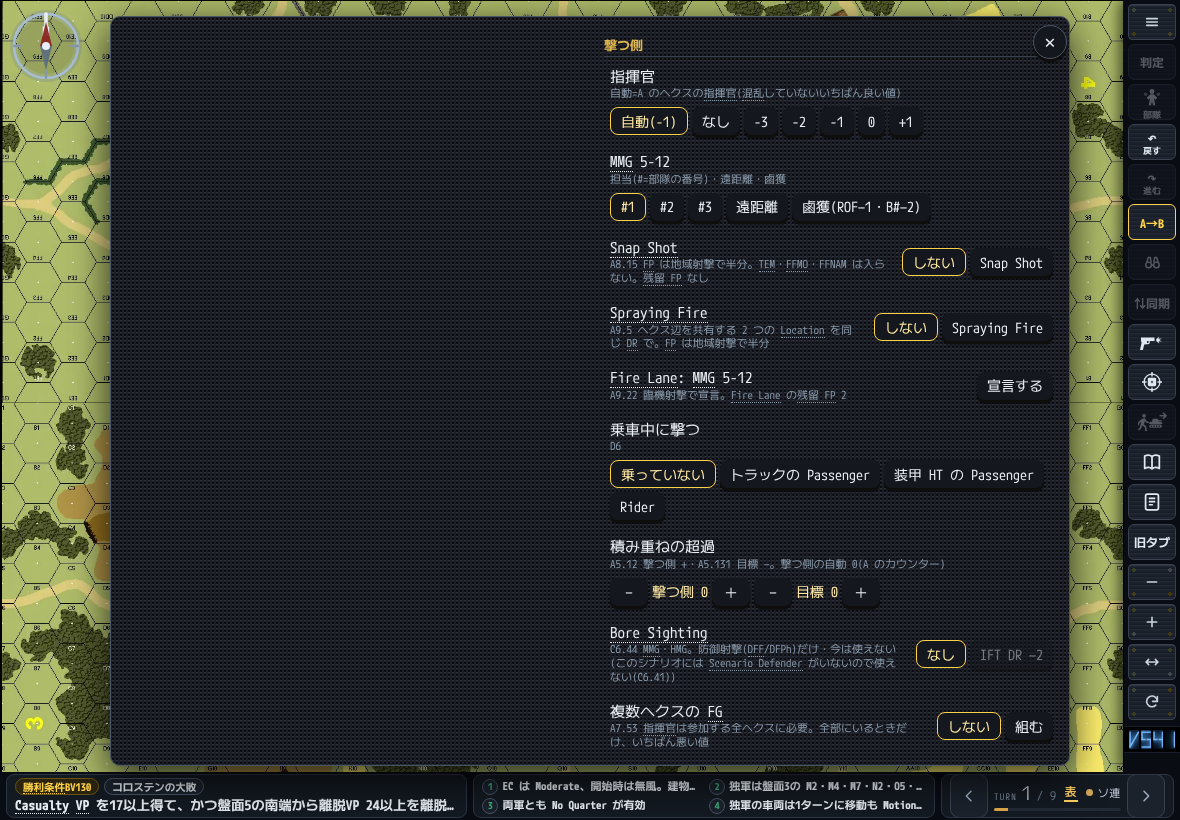 撃つ側
×
指揮官
自動=A のヘクスの指揮官(混乱していないいちばん良い値)
自動(-1) なし -3 -2 -1 0 +1
MMG 5-12
担当(#=部隊の番号)・遠距離・鹵獲
#1 #2 #3 遠距離 鹵獲(ROF−1・B#−2)
Snap Shot
A8.15 FP は地域射撃で半分。TEM・FFMO・FFNAM は入ら
ない。残留 FP なし
しない Snap Shot
Spraying Fire
A9.5 ヘクス辺を共有する 2 つの Location を同
じ DR で。FP は地域射撃で半分
しない Spraying Fire
Fire Lane: MMG 5-12
A9.22 臨機射撃で宣言。Fire Lane の残留 FP 2
宣言する
乗車中に撃つ
D6
乗っていない トラックの Passenger 装甲 HT の Passenger
Rider
積み重ねの超過
A5.12 撃つ側 +・A5.131 目標 −。撃つ側の自動 0(A のカウンター)
− 撃つ側 0 + − 目標 0 +
Bore Sighting
C6.44 MMG・HMG。防御射撃(DFF/DFPh)だけ・今は使えない
(このシナリオには Scenario Defender がいないので使え
ない(C6.41))
なし IFT DR −2
複数ヘクスの FG
A7.53 指揮官は参加する全ヘクスに必要。全部にいるときだ
け、いちばん悪い値
しない 組む
判定
部隊
戻す
進む
A→B
⇅同期
旧タブ
−
+
↔
VS41
4
3
勝利条件BV130 コロステンの大敗
Casualty VP を17以上得て、かつ盤面5の南端から離脱VP 24以上を離脱…
1 EC は Moderate、開始時は無風。建物…
2 独軍は盤面3の M2・M4・M7・N2・O5・…
3 両軍とも No Quarter が有効
4 独軍の車両は1ターンに移動も Motion…
TURN 1 / 9 表 ソ連